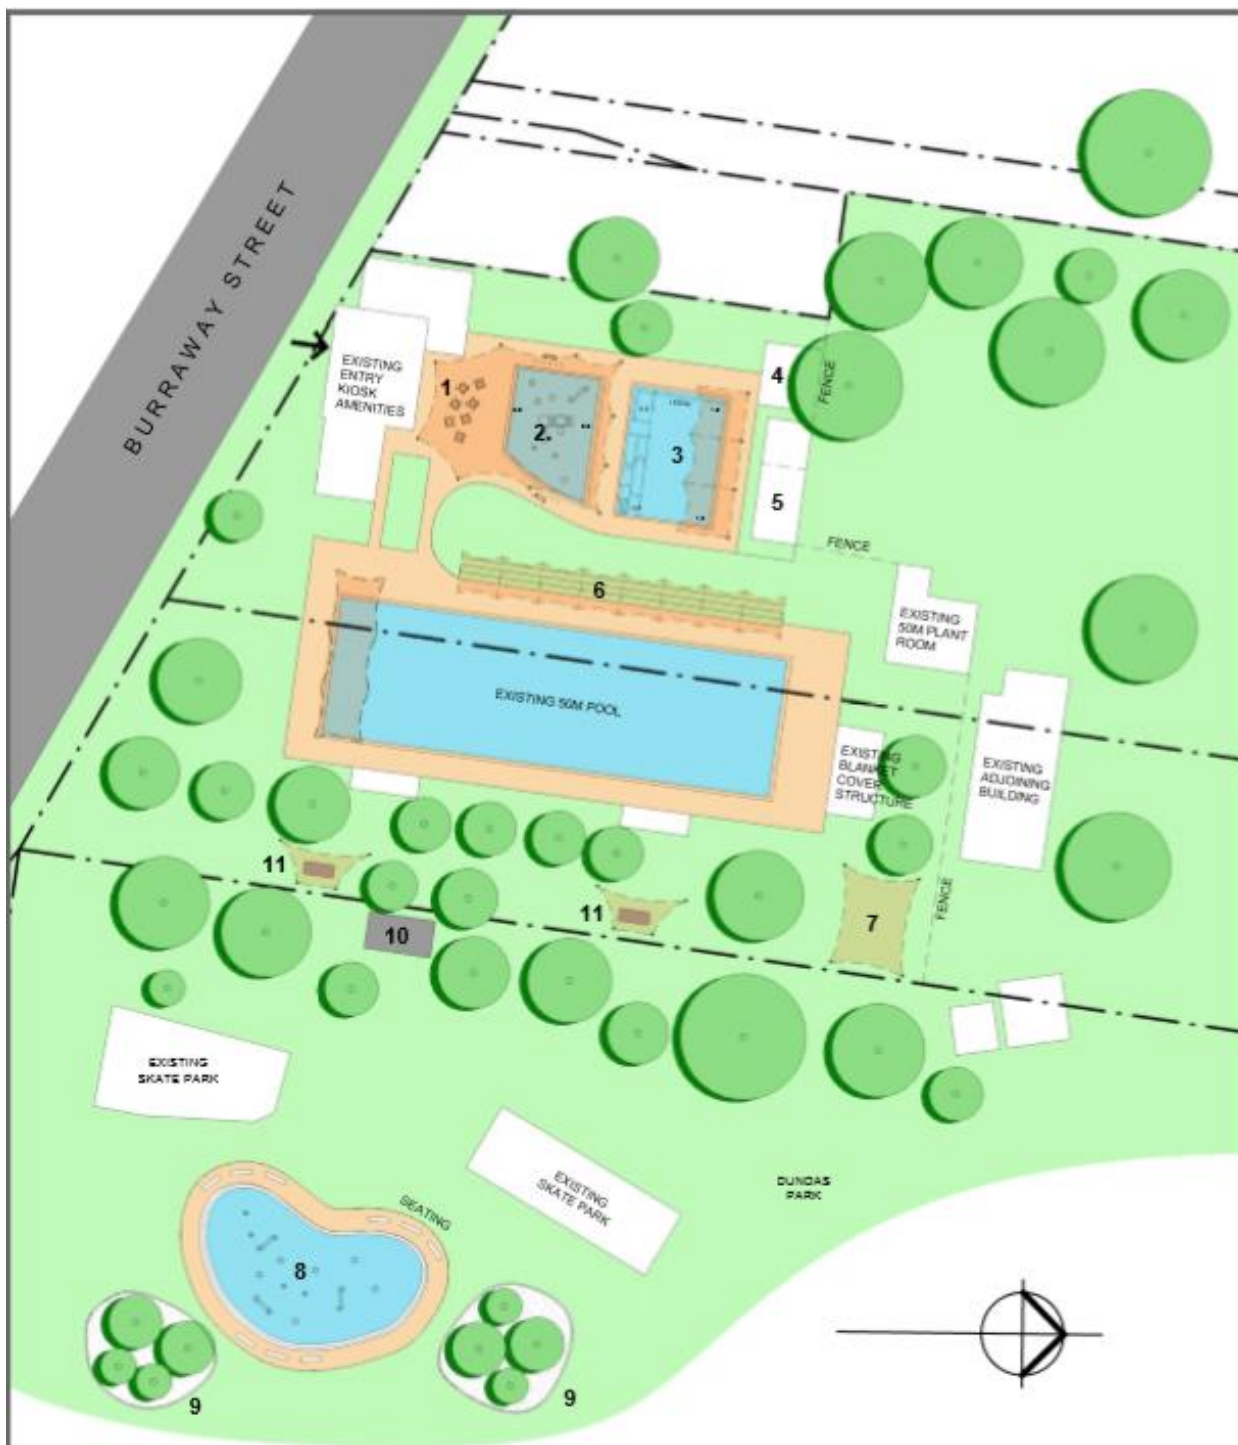 BURRAWAY STREET
EXISTING
ENTRY
KIOSK
AMENITIES
1
2
3
4
5
FENCE
FENCE
6
EXISTING
50M PLANT
ROOM
EXISTING 50M POOL
EXISTING
BLANKET
COVER
STRUCTURE
EXISTING
ADJOINING
BUILDING
FENCE
11
11
7
10
EXISTING
SKATE PARK
EXISTING
SKATE PARK
DUNDAS
PARK
SEATING
8
9
9